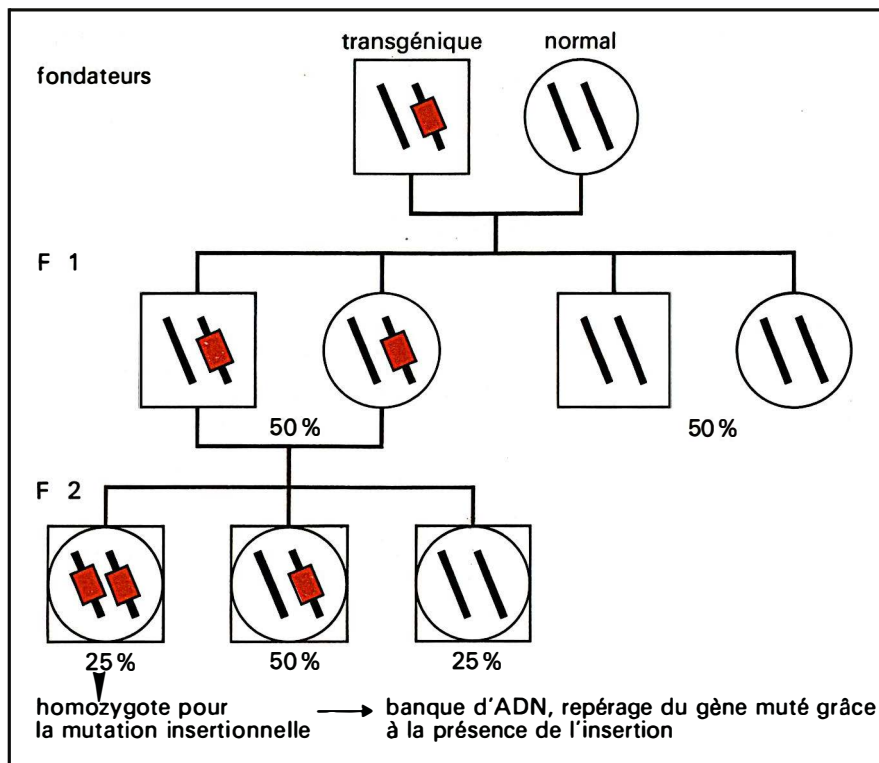 transgénique normal
fondateurs
F 1
50 % 50 %
F 2
25 % 50 % 25 %
homozygote pour
la mutation insertionnelle
banque d'ADN, repérage du gène muté grâce
à la présence de l'insertion